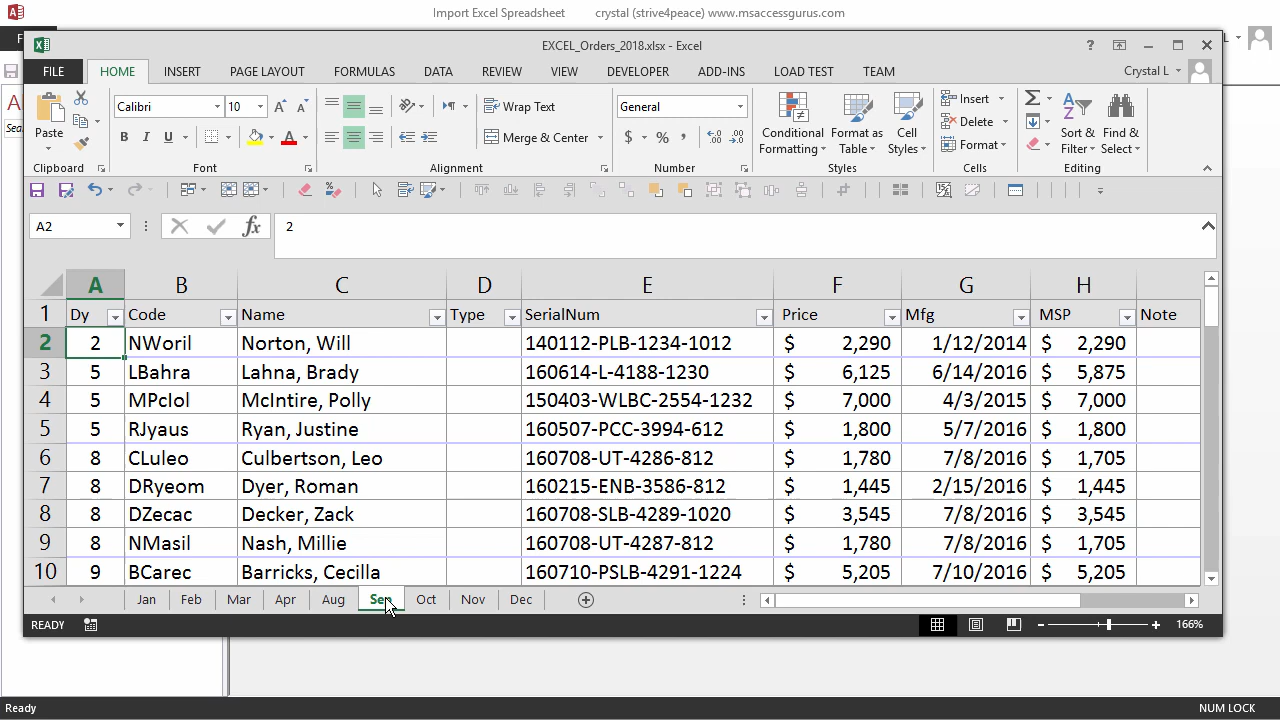 Import Excel Spreadsheet crystal (strive4peace) www.msaccessgurus.com
EXCEL_Orders_2018.xlsx - Excel
FILE HOME INSERT PAGE LAYOUT FORMULAS DATA REVIEW VIEW DEVELOPER ADD-INS LOAD TEST TEAM Crystal L
Calibri 10 Wrap Text General Insert
Paste B I U A Merge & Center $ % , Conditional Formatting Format as Table Cell Styles Delete Sort & Filter Find & Select
Format
Clipboard Font Alignment Number Styles Cells Editing
A2 fx 2
A B C D E F G H
1 Dy Code Name Type SerialNum Price Mfg MSP Note
2 2 NWoril Norton, Will 140112-PLB-1234-1012 $ 2,290 1/12/2014 $ 2,290
3 5 LBahra Lahna, Brady 160614-L-4188-1230 $ 6,125 6/14/2016 $ 5,875
4 5 MPcIol McIntire, Polly 150403-WLBC-2554-1232 $ 7,000 4/3/2015 $ 7,000
5 5 RJyaus Ryan, Justine 160507-PCC-3994-612 $ 1,800 5/7/2016 $ 1,800
6 8 CLuleo Culbertson, Leo 160708-UT-4286-812 $ 1,780 7/8/2016 $ 1,705
7 8 DRyeom Dyer, Roman 160215-ENB-3586-812 $ 1,445 2/15/2016 $ 1,445
8 8 DZecac Decker, Zack 160708-SLB-4289-1020 $ 3,545 7/8/2016 $ 3,545
9 8 NMasil Nash, Millie 160708-UT-4287-812 $ 1,780 7/8/2016 $ 1,705
10 9 BCarec Barricks, Cecilla 160710-PSLB-4291-1224 $ 5,205 7/10/2016 $ 5,205
Jan Feb Mar Apr Aug Sep Oct Nov Dec
READY 166%
Ready NUM LOCK